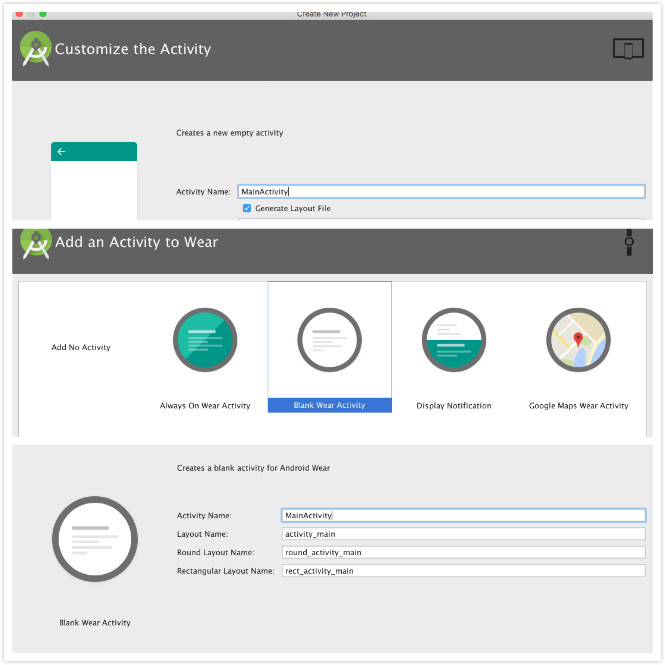 Create New Project
Customize the Activity
Creates a new empty activity
Activity Name: MainActivity
Generate Layout File
Add an Activity to Wear
Add No Activity
Always On Wear Activity
Blank Wear Activity
Display Notification
Google Maps Wear Activity
Creates a blank activity for Android Wear
Activity Name: MainActivity
Layout Name: activity_main
Round Layout Name: round_activity_main
Rectangular Layout Name: rect_activity_main
Blank Wear Activity